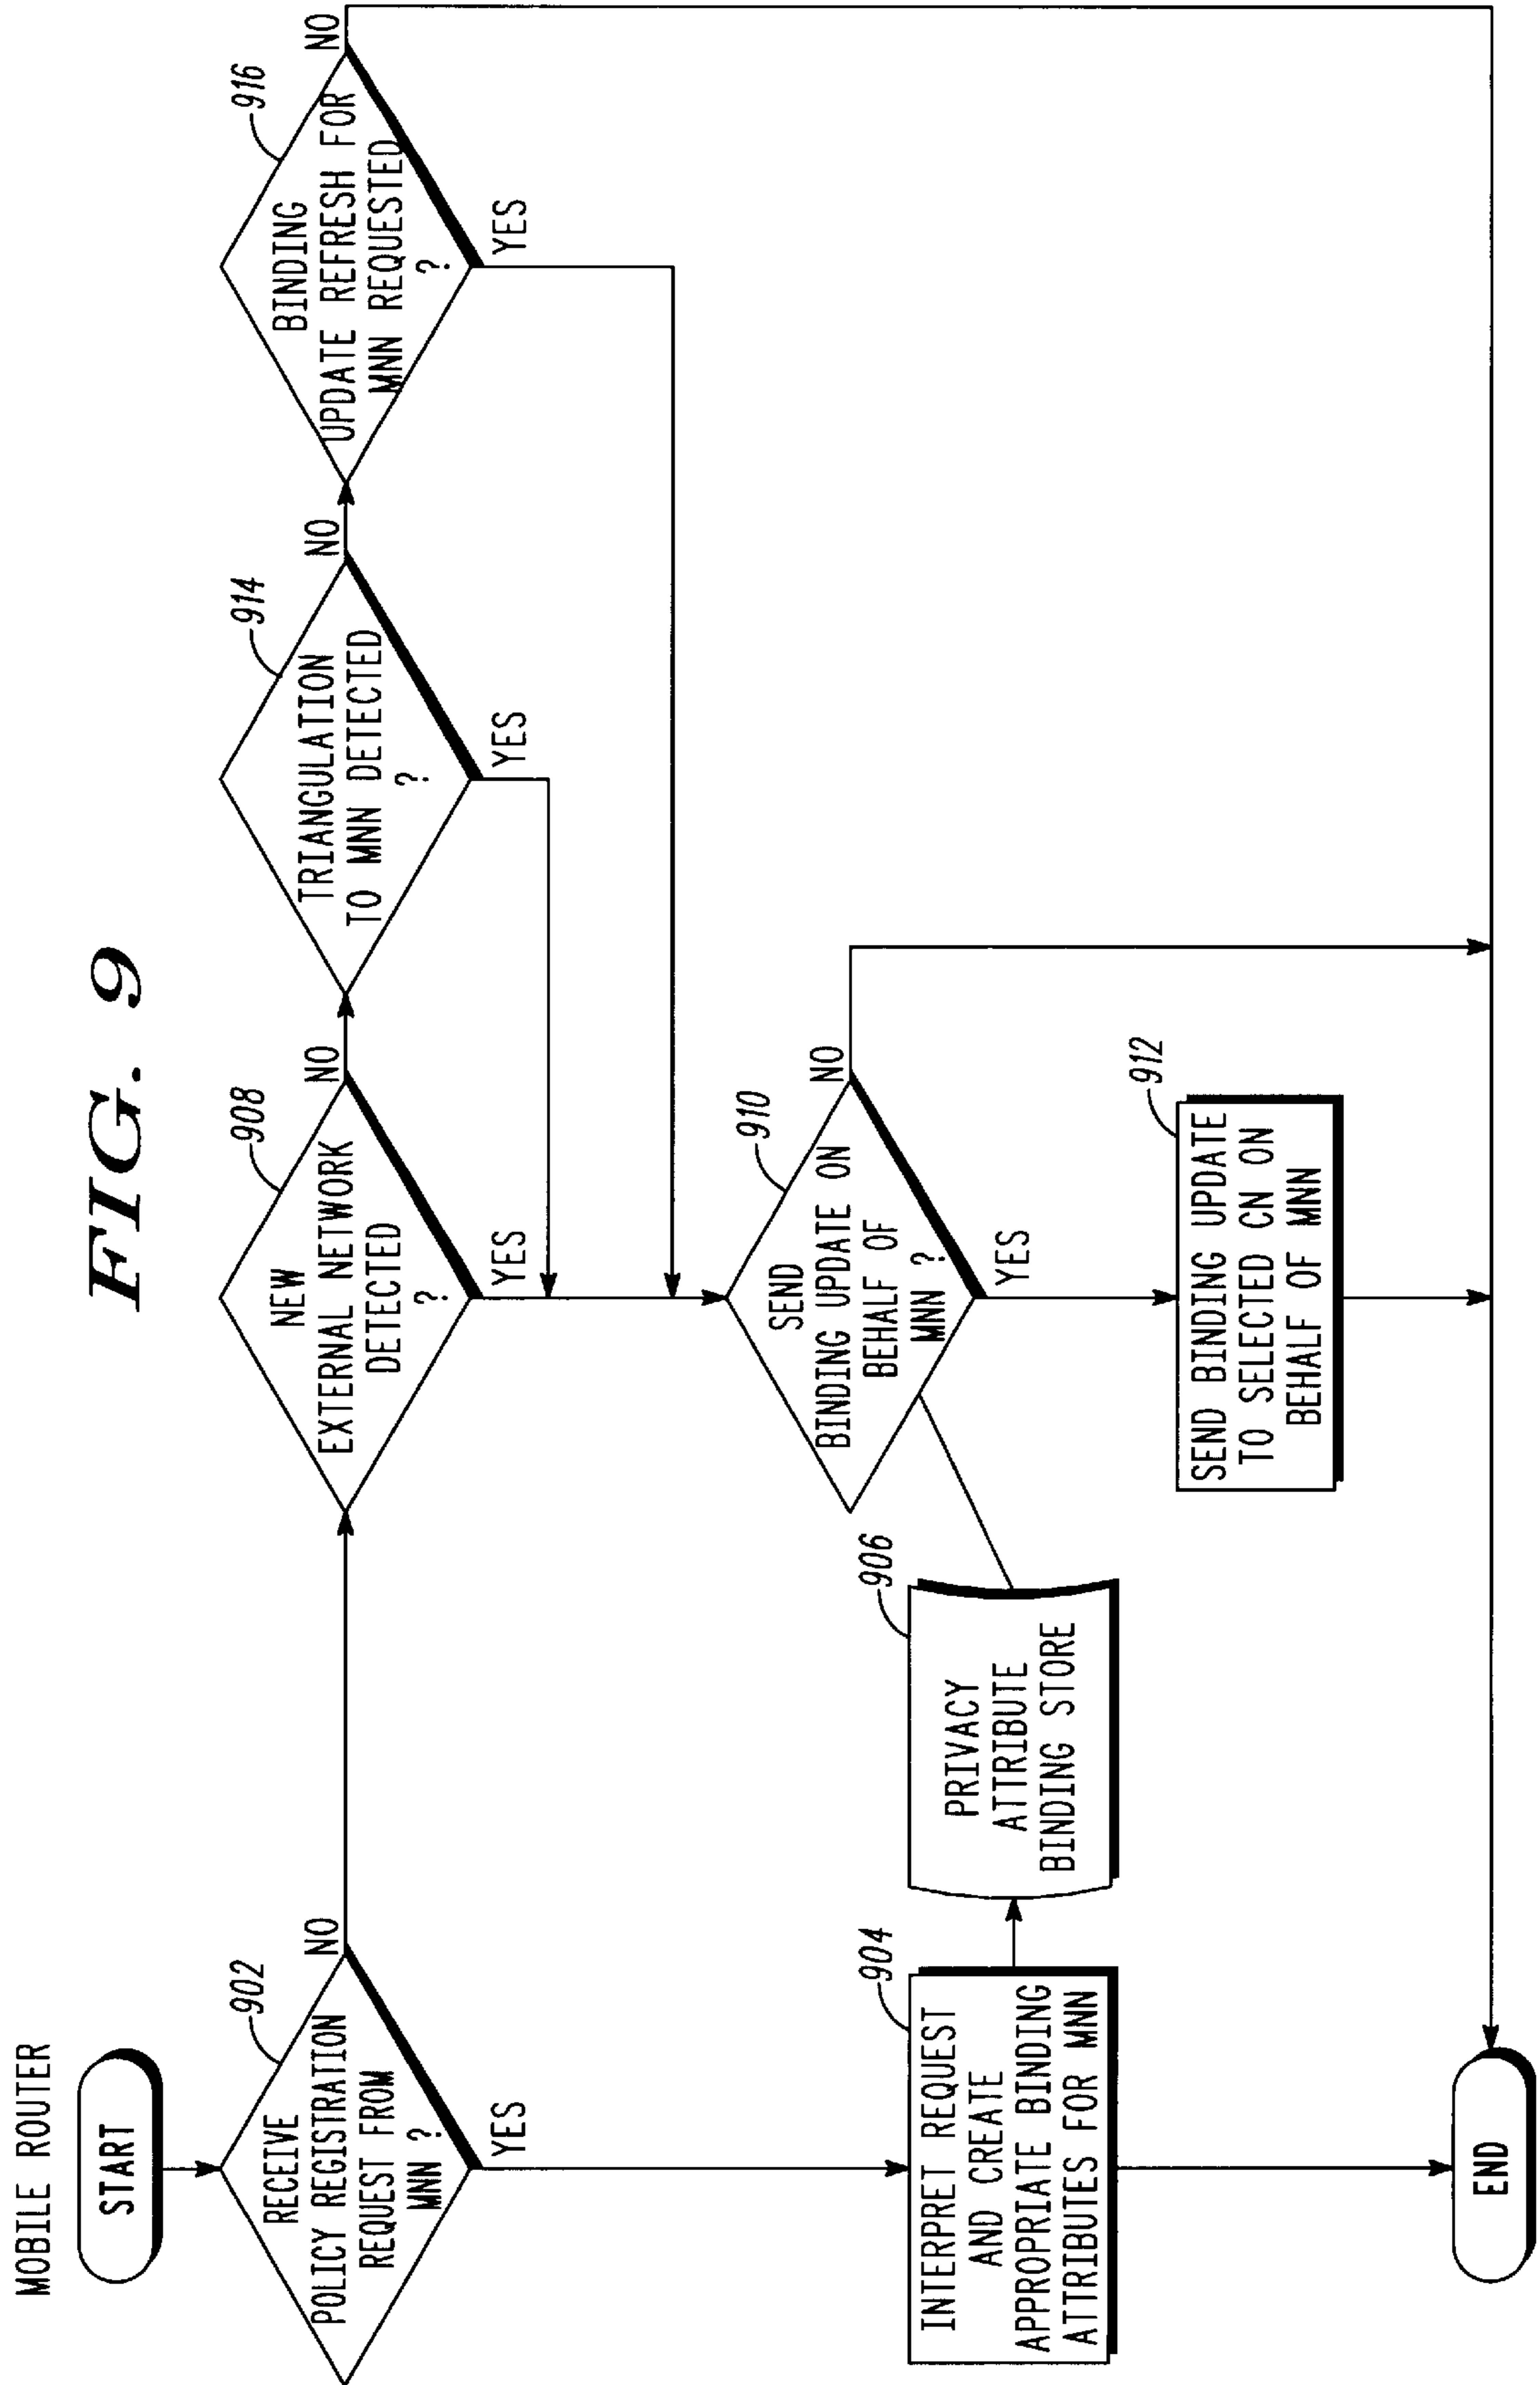 FIG. 9
MOBILE ROUTER
START
902
RECEIVE
POLICY REGISTRATION
REQUEST FROM
MNN ?
NO
YES
908
NEW
EXTERNAL NETWORK
DETECTED
?
NO
YES
914
TRIANGULATION
TO MNN DETECTED
?
NO
YES
916
BINDING
UPDATE REFRESH FOR
MNN REQUESTED
?
NO
YES
904
INTERPRET REQUEST
AND CREATE
APPROPRIATE BINDING
ATTRIBUTES FOR MNN
906
PRIVACY
ATTRIBUTE
BINDING STORE
910
SEND
BINDING UPDATE ON
BEHALF OF
MNN ?
NO
YES
912
SEND BINDING UPDATE
TO SELECTED CN ON
BEHALF OF MNN
END